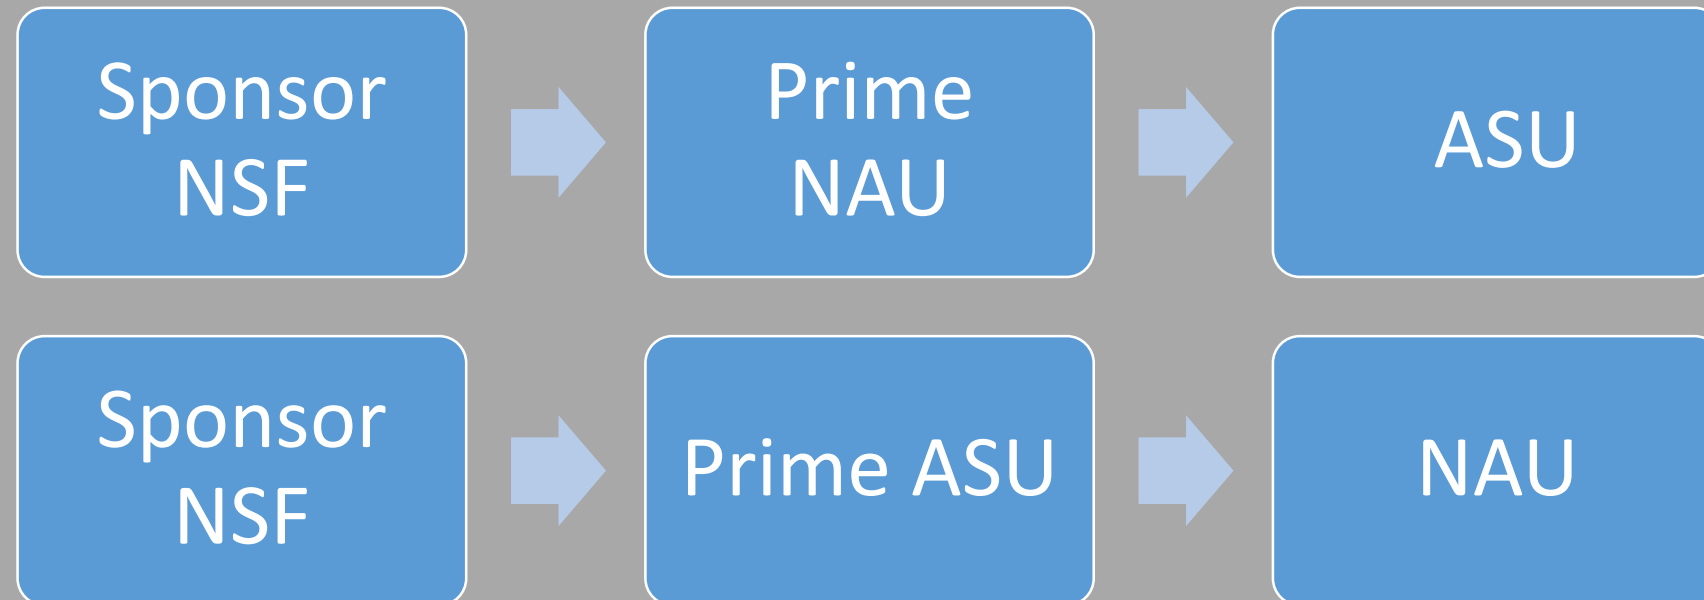 Sponsor
NSF
Prime
NAU
ASU
Sponsor
NSF
Prime ASU
NAU